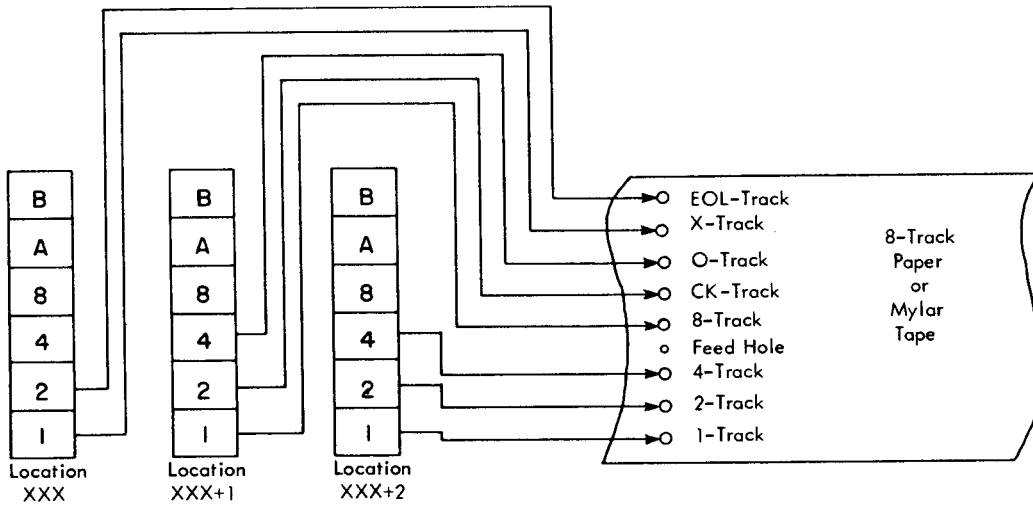 B
A
8
4
2
1
Location
XXX
B
A
8
4
2
1
Location
XXX+1
B
A
8
4
2
1
Location
XXX+2
EOL-Track
X-Track
O-Track
CK-Track
8-Track
Feed Hole
4-Track
2-Track
1-Track
8-Track
Paper
or
Mylar
Tape